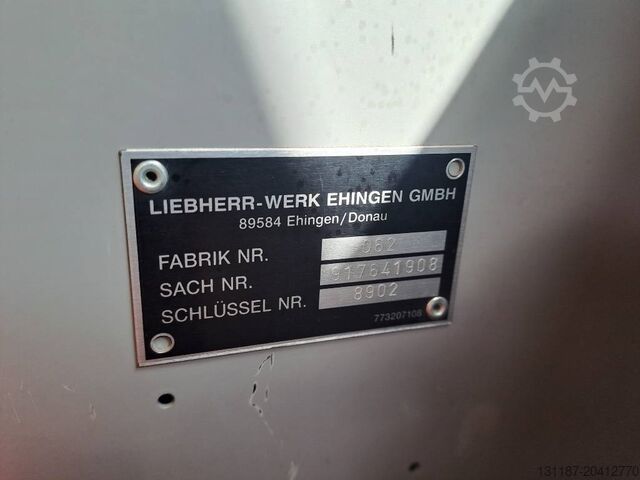 LIEBHERR-WERK EHINGEN GMBH
89584 Ehingen/Donau
FABRIK NR. 062
SACH NR. 917641908
SCHLÜSSEL NR. 8902
773207108
131187-20412770